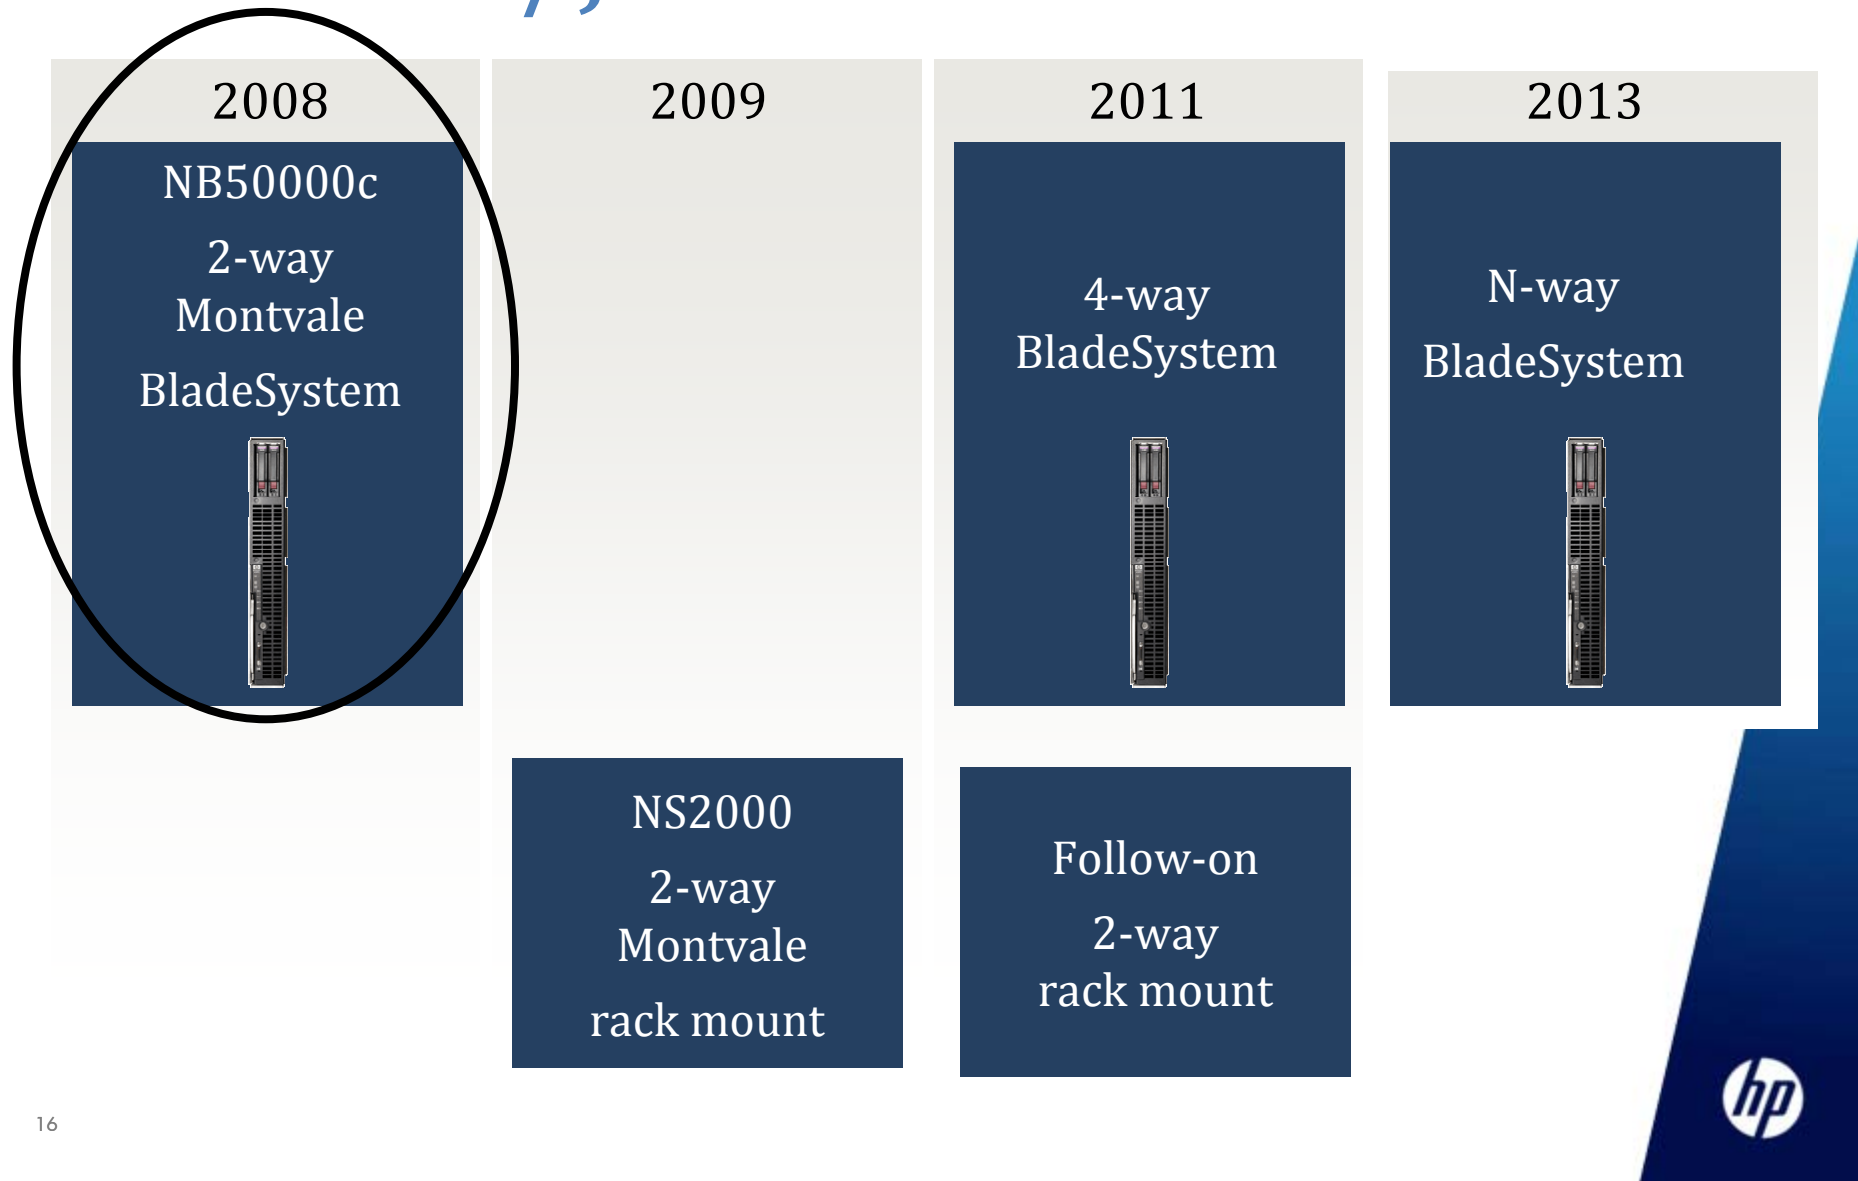 2008
2009
2011
2013
NB50000c
2-way
Montvale
BladeSystem
4-way
BladeSystem
N-way
BladeSystem
NS2000
2-way
Montvale
rack mount
Follow-on
2-way
rack mount
16
hp